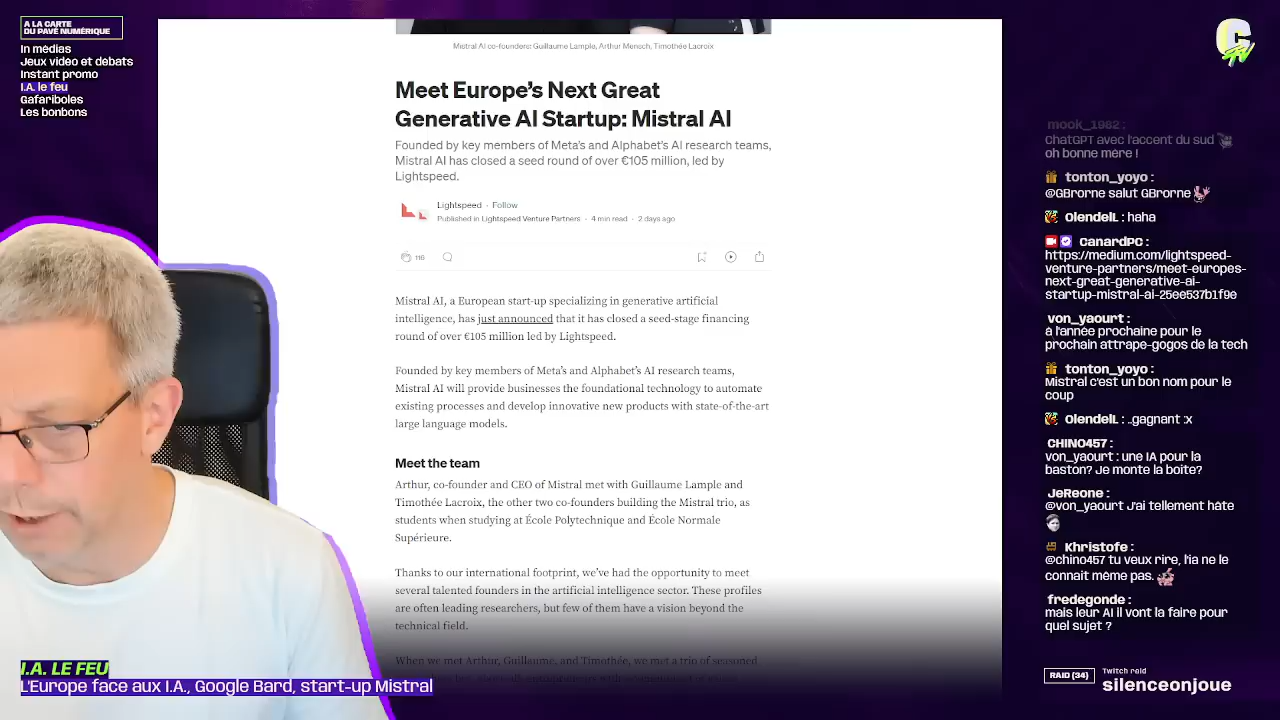 A LA CARTE
DU PAVÉ NUMÉRIQUE
In médias
Jeux vidéo et débats
Instant promo
I.A. le feu
Gafariboles
Les bonbons
Mistral AI co-founders: Guillaume Lample, Arthur Mensch, Timothée Lacroix
Meet Europe's Next Great
Generative AI Startup: Mistral AI
Founded by key members of Meta's and Alphabet's AI research teams,
Mistral AI has closed a seed round of over €105 million, led by
Lightspeed.
Lightspeed · Follow
Published in Lightspeed Venture Partners · 4 min read · 2 days ago
116
Mistral AI, a European start-up specializing in generative artificial
intelligence, has just announced that it has closed a seed-stage financing
round of over €105 million led by Lightspeed.
Founded by key members of Meta's and Alphabet's AI research teams,
Mistral AI will provide businesses the foundational technology to automate
existing processes and develop innovative new products with state-of-the-art
large language models.
Meet the team
Arthur, co-founder and CEO of Mistral met with Guillaume Lample and
Timothée Lacroix, the other two co-founders building the Mistral trio, as
students when studying at École Polytechnique and École Normale
Supérieure.
Thanks to our international footprint, we've had the opportunity to meet
several talented founders in the artificial intelligence sector. These profiles
are often leading researchers, but few of them have a vision beyond the
technical field.
When we met Arthur, Guillaume, and Timothée, we met a trio of seasoned
mook_1982 :
ChatGPT avec l'accent du sud
oh bonne mère !
tonton_yoyo :
@GBrorne salut GBrorne
OlendelL : haha
CanardPC :
https://medium.com/lightspeed-
venture-partners/meet-europes-
next-great-generative-ai-
startup-mistral-ai-25ee537b1f9e
von_yaourt :
à l'année prochaine pour le
prochain attrape-gogos de la tech
tonton_yoyo :
Mistral c'est un bon nom pour le
coup
OlendelL : ..gagnant :x
CHINO457 :
von_yaourt : une IA pour la
baston? Je monte la boite?
JeReone :
@von_yaourt J'ai tellement hâte
Khristofe :
@chino457 tu veux rire, l'ia ne le
connait même pas.
fredegonde :
mais leur AI il vont la faire pour
quel sujet ?
RAID (34)
Twitch raid
silenceonjoue
I.A. LE FEU
L'Europe face aux I.A., Google Bard, start-up Mistral